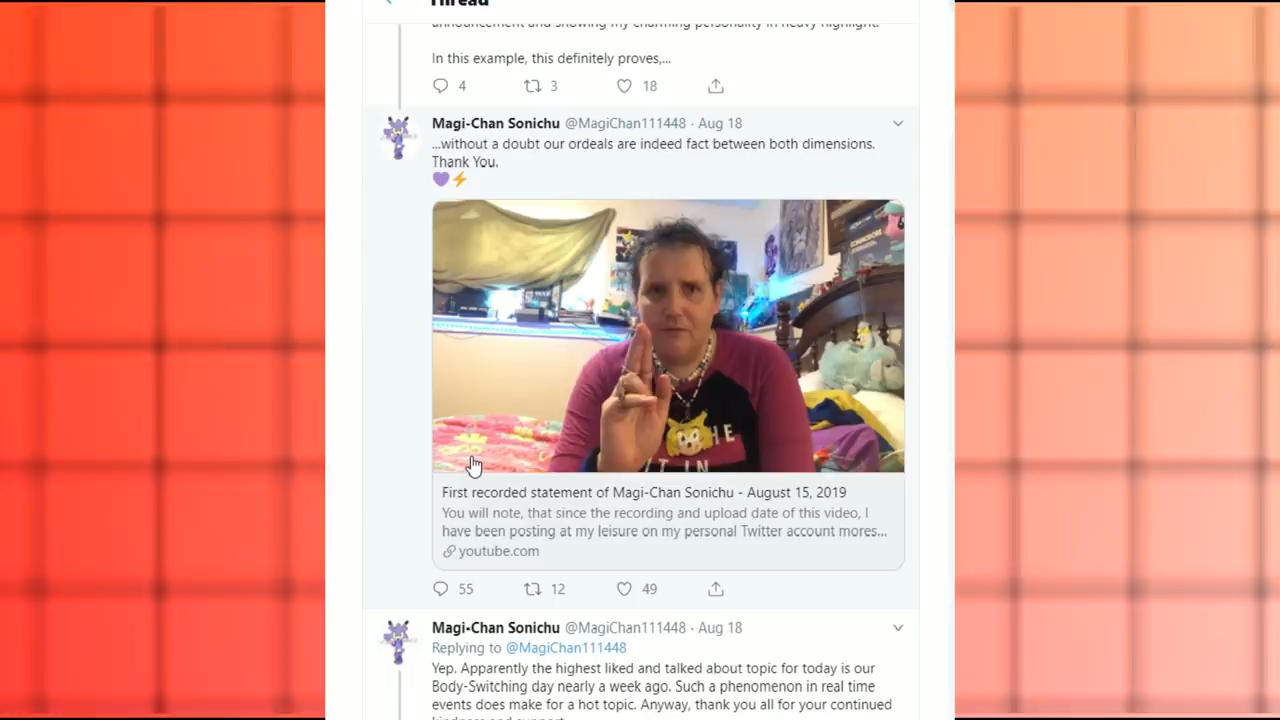 Thread
announcement and showing my charming personality in heavy highlight.
In this example, this definitely proves,...
4 3 18
Magi-Chan Sonichu @MagiChan111448 · Aug 18
...without a doubt our ordeals are indeed fact between both dimensions.
Thank You.
💜⚡
First recorded statement of Magi-Chan Sonichu - August 15, 2019
You will note, that since the recording and upload date of this video, I
have been posting at my leisure on my personal Twitter account mores...
youtube.com
55 12 49
Magi-Chan Sonichu @MagiChan111448 · Aug 18
Replying to @MagiChan111448
Yep. Apparently the highest liked and talked about topic for today is our
Body-Switching day nearly a week ago. Such a phenomenon in real time
events does make for a hot topic. Anyway, thank you all for your continued
kindness and support